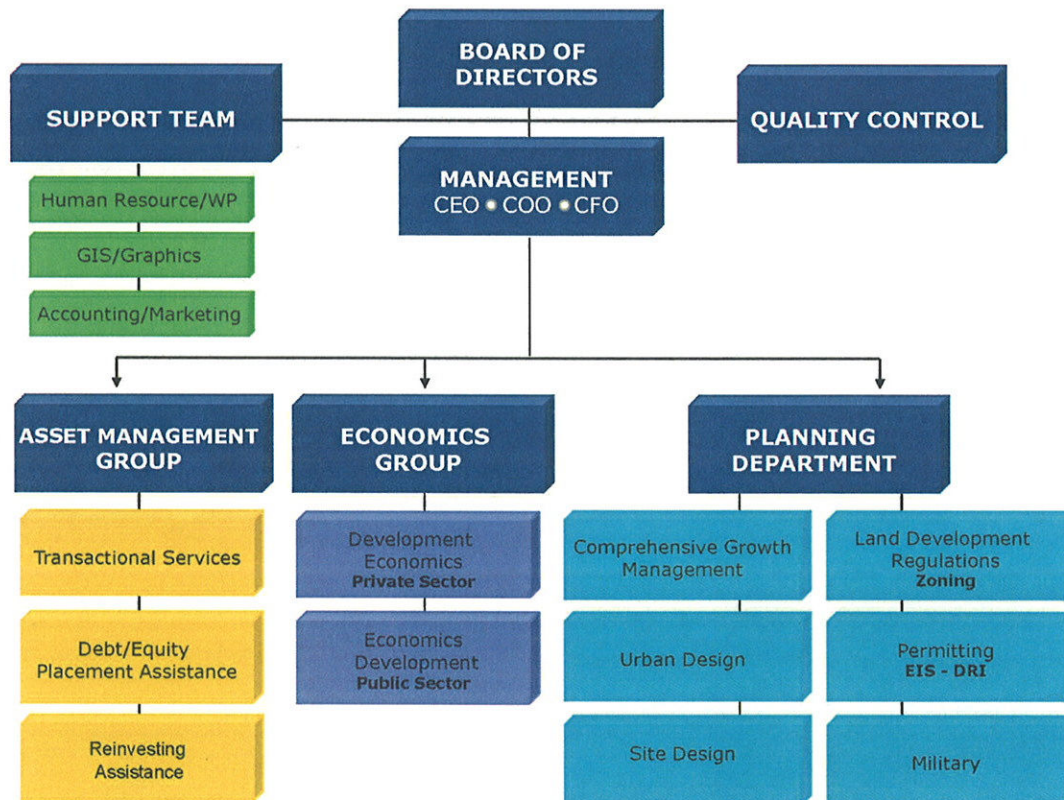 BOARD OF
DIRECTORS
SUPPORT TEAM
QUALITY CONTROL
MANAGEMENT
CEO • COO • CFO
Human Resource/WP
GIS/Graphics
Accounting/Marketing
ASSET MANAGEMENT
GROUP
ECONOMICS
GROUP
PLANNING
DEPARTMENT
Transactional Services
Debt/Equity
Placement Assistance
Reinvesting
Assistance
Development
Economics
Private Sector
Economics
Development
Public Sector
Comprehensive Growth
Management
Urban Design
Site Design
Land Development
Regulations
Zoning
Permitting
EIS - DRI
Military